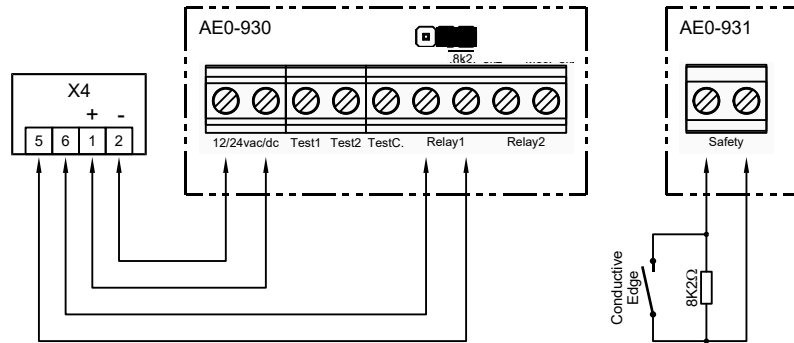 AE0-930
AE0-931
8k2
X4
+ -
5 6 1 2
12/24vac/dc Test1 Test2 TestC. Relay1 Relay2
Safety
Conductive
Edge
8K2Ω